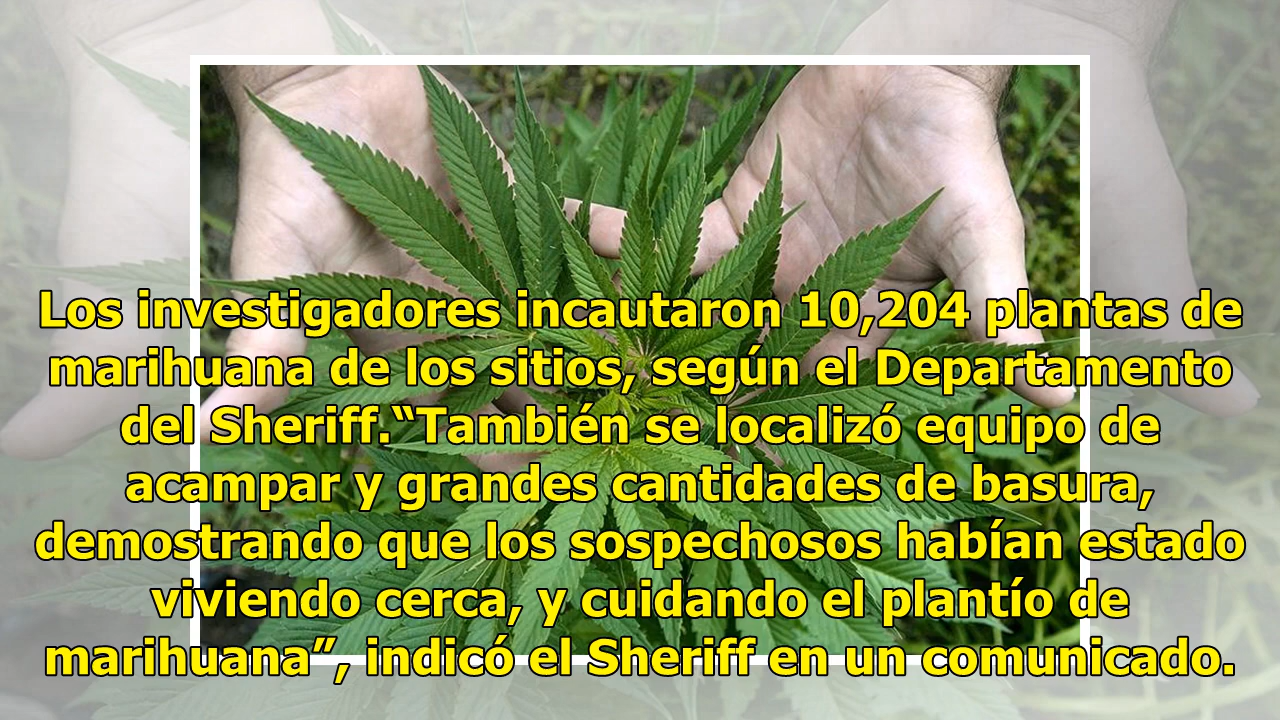 Los investigadores incautaron 10,204 plantas de
marihuana de los sitios, según el Departamento
del Sheriff.“También se localizó equipo de
acampar y grandes cantidades de basura,
demostrando que los sospechosos habían estado
viviendo cerca, y cuidando el plantío de
marihuana”, indicó el Sheriff en un comunicado.